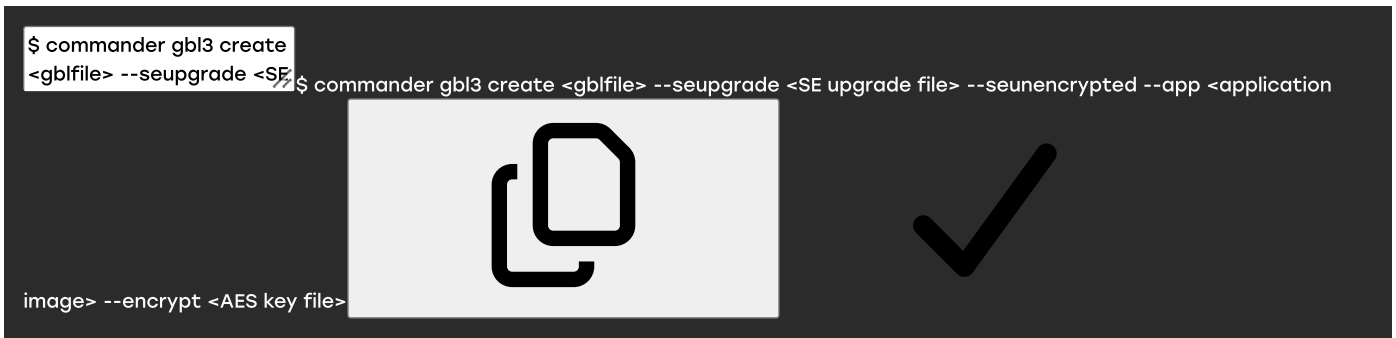 $ commander gbl3 create
<gblfile> --seupgrade <SE
$ commander gbl3 create <gblfile> --seupgrade <SE upgrade file> --seunencrypted --app <application
image> --encrypt <AES key file>